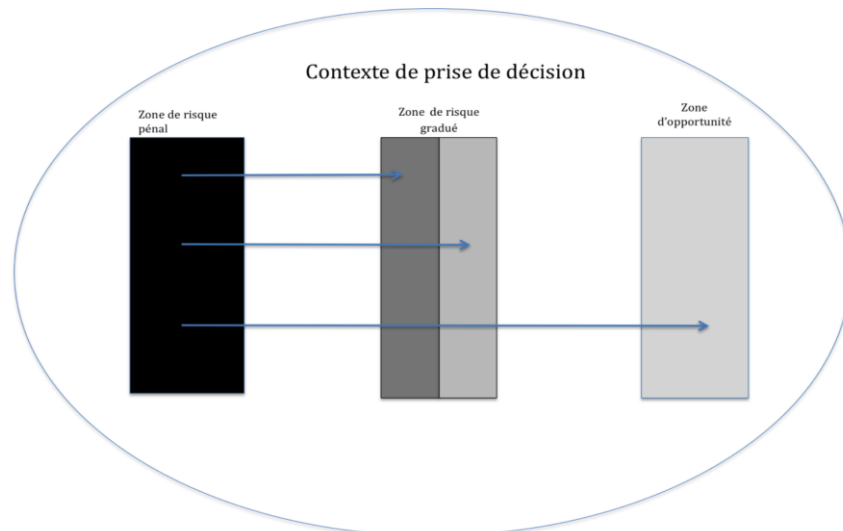 Contexte de prise de décision
Zone de risque
pénal
Zone de risque
gradué
Zone
d'opportunité